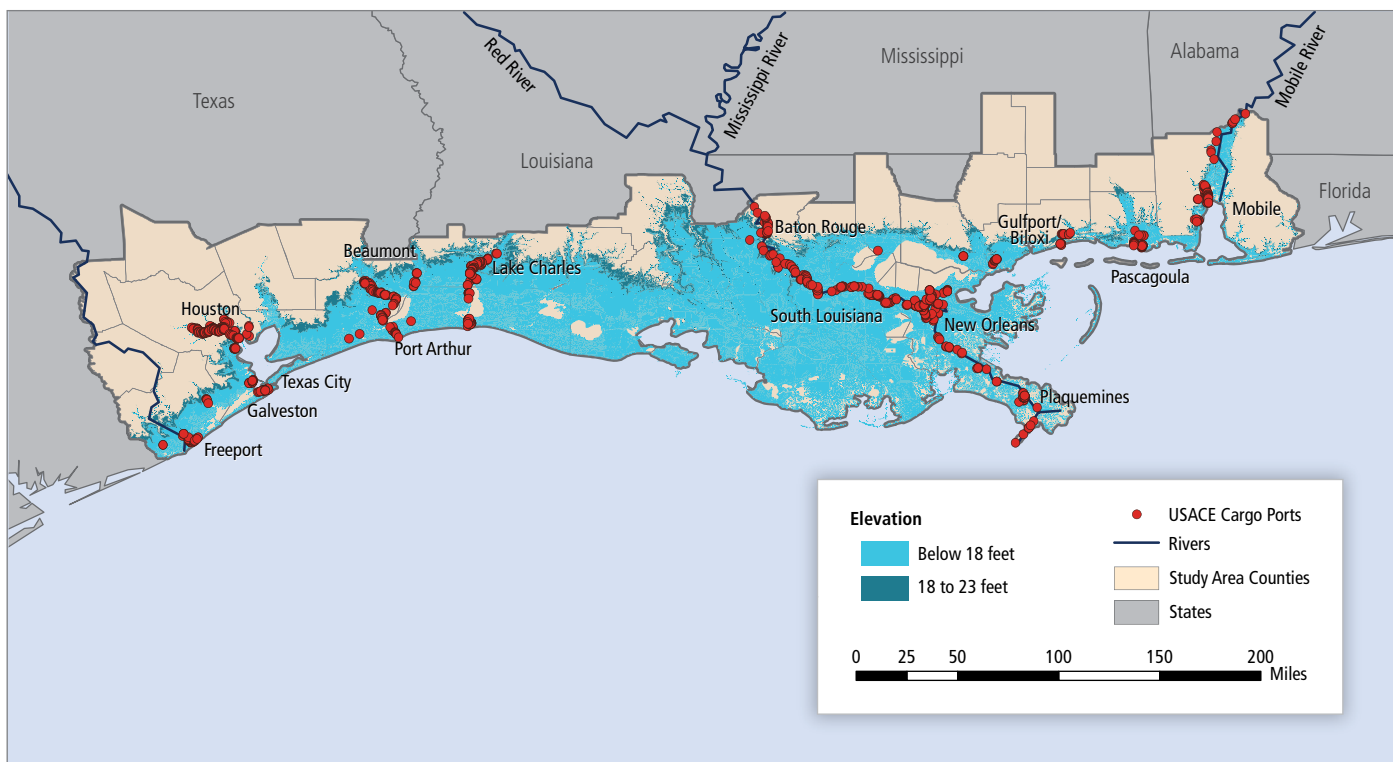 Texas
Louisiana
Mississippi
Alabama
Florida
Red River
Mississippi River
Mobile River
Houston
Beaumont
Lake Charles
Port Arthur
Texas City
Galveston
Freeport
Baton Rouge
South Louisiana
New Orleans
Plaquemines
Gulfport/
Biloxi
Pascagoula
Mobile
Elevation
Below 18 feet
18 to 23 feet
USACE Cargo Ports
Rivers
Study Area Counties
States
0 25 50 100 150 200
Miles